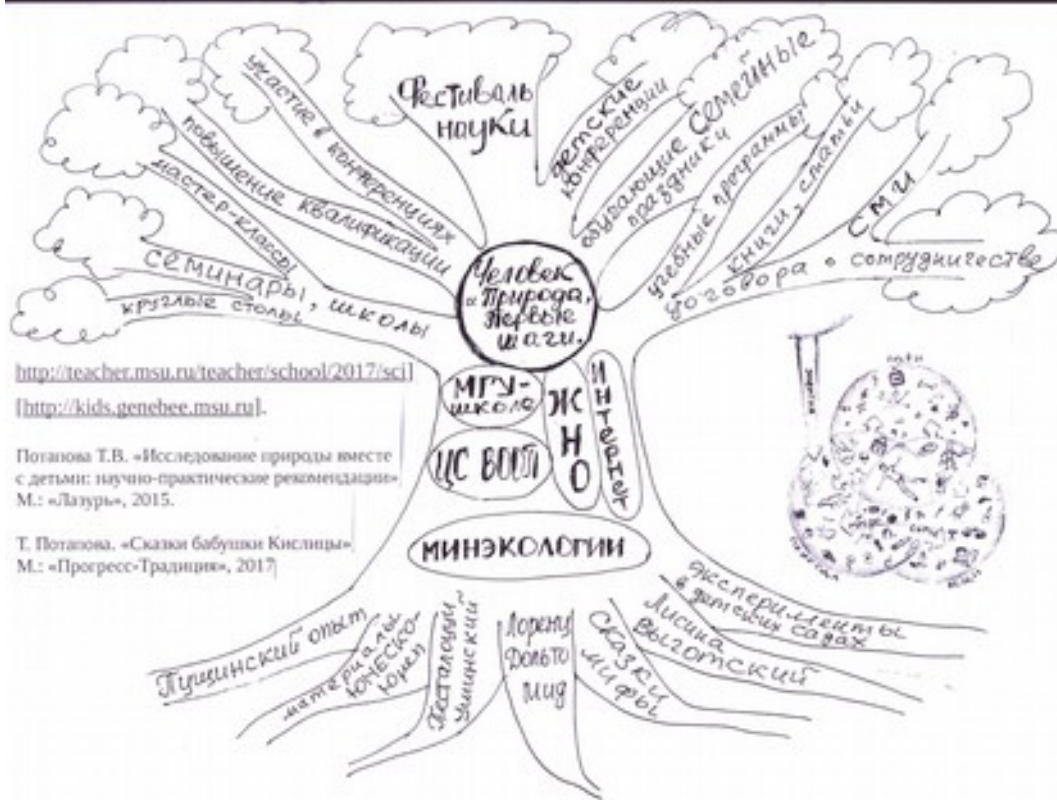 участие в конференциях
повышение квалификации
мастер-классы
семинары, школы
круглые столы
Фестиваль
науки
детские
конференции
обучающие семейные
праздники
учебные программы
книги, статьи
СМИ
договора о сотрудничестве
Человек
и Природа.
Первые
шаги.
МГУ-
школе
ЖНО
Интернет
ЦС ВООП
МИНЭКОЛОГИИ
http://teacher.msu.ru/teacher/school/2017/sci]
[http://kids.genebee.msu.ru].
Потапова Т.В. «Исследование природы вместе
с детьми: научно-практические рекомендации»
М.: «Лазурь», 2015.
Т. Потапова. «Сказки бабушки Кислицы»
М.: «Прогресс-Традиция», 2017
Пущинский опыт
материалы
ЮНЕСКО-
Юнеп
Песталоцци
Ушинский
Лоренц
Дольто
Мид
сказки
мифы
Лисина
Выготский
эксперименты
в детских садах